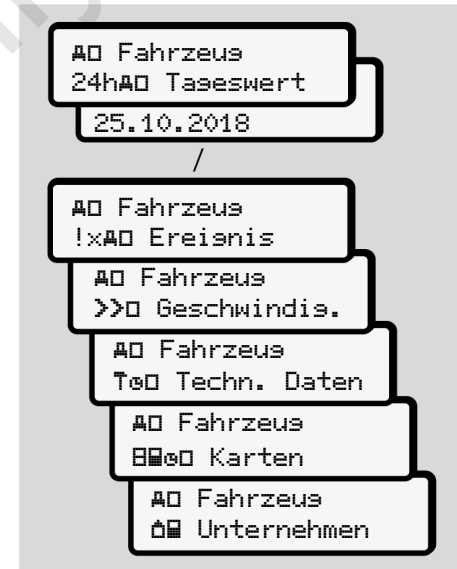 Fahrzeug
24h Tageswert
25.10.2018
/
Fahrzeug
!x Ereignis
Fahrzeug
>> Geschwindig.
Fahrzeug
Techn. Daten
Fahrzeug
Karten
Fahrzeug
Unternehmen